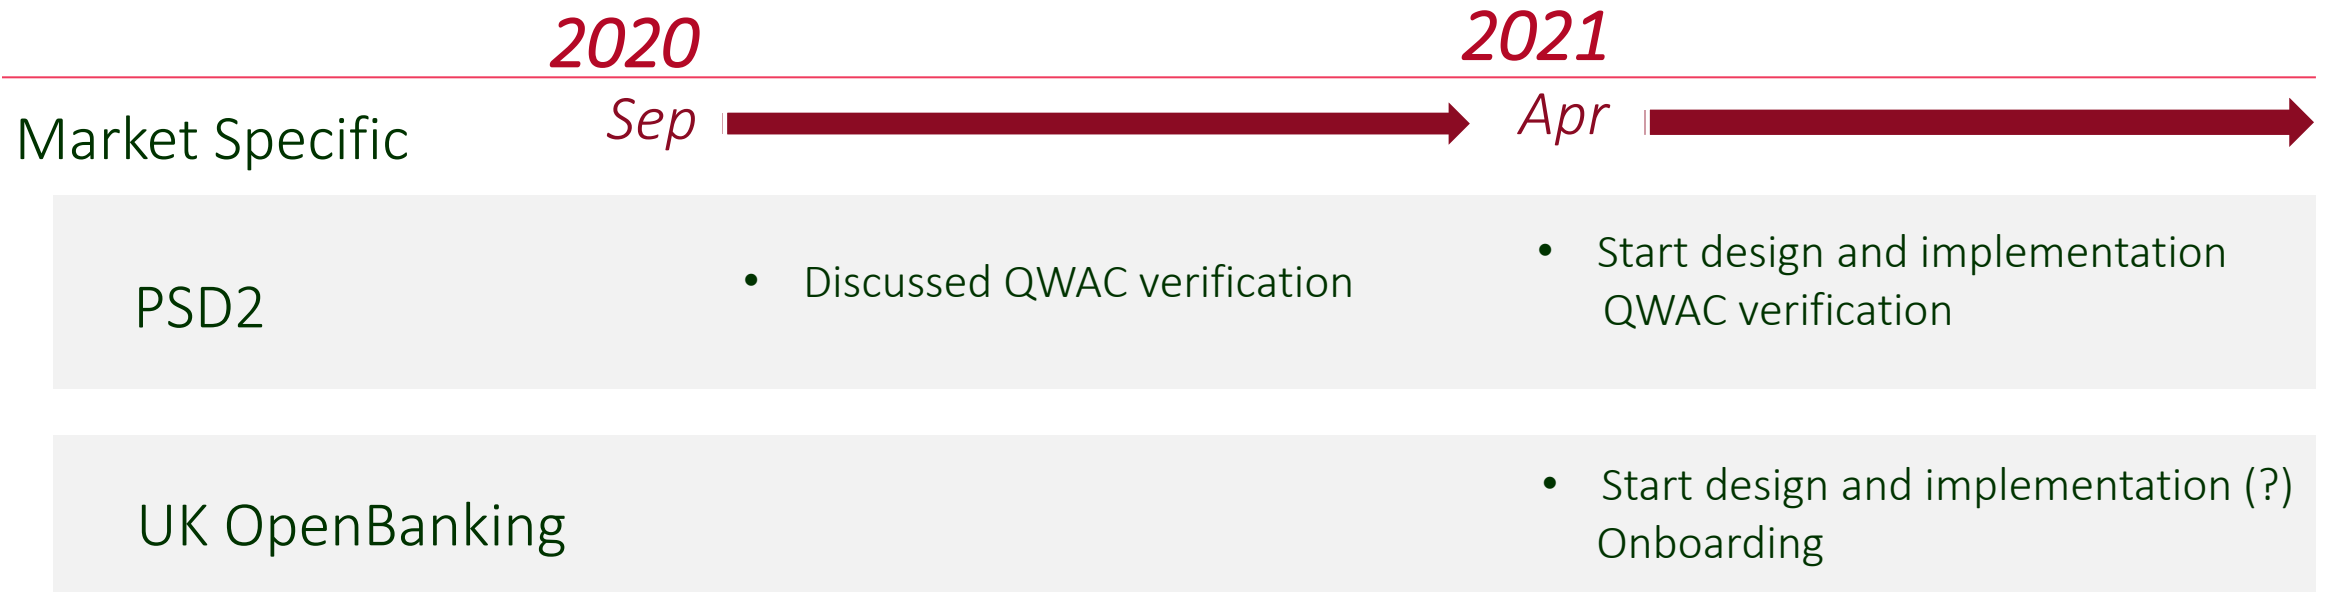 2020
2021
Market Specific
Sep
Apr
PSD2
• Discussed QWAC verification
• Start design and implementation
QWAC verification
UK OpenBanking
• Start design and implementation (?)
Onboarding